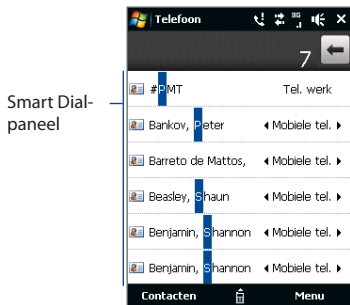 Telefoon
7
Smart Dial-
paneel
#PMT Tel. werk
Bankov, Pieter Mobiele tel.
Barreto de Mattos, Mobiele tel.
Beasley, Shaun Mobiele tel.
Benjamin, Shannon Mobiele tel.
Benjamin, Shannon Mobiele tel.
Contacten Menu